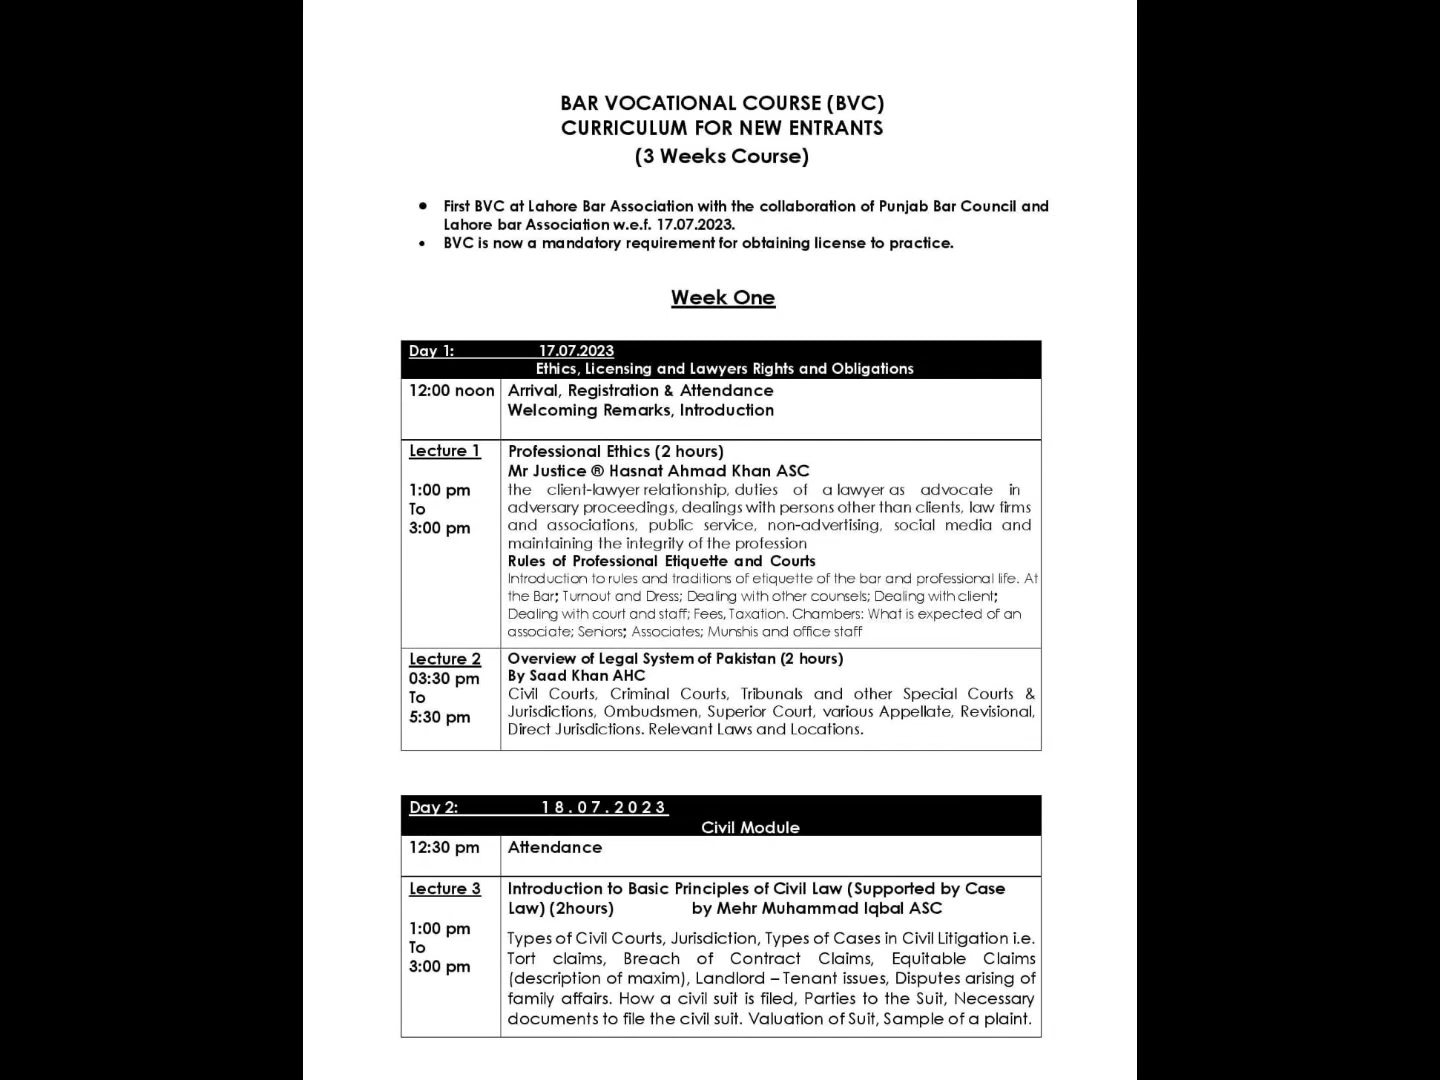 BAR VOCATIONAL COURSE (BVC)
CURRICULUM FOR NEW ENTRANTS
(3 Weeks Course)
• First BVC at Lahore Bar Association with the collaboration of Punjab Bar Council and
Lahore bar Association w.e.f. 17.07.2023.
• BVC is now a mandatory requirement for obtaining license to practice.
Week One
Day 1: 17.07.2023
Ethics, Licensing and Lawyers Rights and Obligations
12:00 noon
Arrival, Registration & Attendance
Welcoming Remarks, Introduction
Lecture 1
1:00 pm
To
3:00 pm
Professional Ethics (2 hours)
Mr Justice ® Hasnat Ahmad Khan ASC
the client-lawyer relationship, duties of a lawyer as advocate in
adversary proceedings, dealings with persons other than clients, law firms
and associations, public service, non-advertising, social media and
maintaining the integrity of the profession
Rules of Professional Etiquette and Courts
Introduction to rules and traditions of etiquette of the bar and professional life. At
the Bar; Turnout and Dress; Dealing with other counsels; Dealing with client;
Dealing with court and staff; Fees, Taxation. Chambers: What is expected of an
associate; Seniors; Associates; Munshis and office staff
Lecture 2
03:30 pm
To
5:30 pm
Overview of Legal System of Pakistan (2 hours)
By Saad Khan AHC
Civil Courts, Criminal Courts, Tribunals and other Special Courts &
Jurisdictions, Ombudsmen, Superior Court, various Appellate, Revisional,
Direct Jurisdictions. Relevant Laws and Locations.
Day 2: 18.07.2023
Civil Module
12:30 pm
Attendance
Lecture 3
1:00 pm
To
3:00 pm
Introduction to Basic Principles of Civil Law (Supported by Case
Law) (2hours) by Mehr Muhammad Iqbal ASC
Types of Civil Courts, Jurisdiction, Types of Cases in Civil Litigation i.e.
Tort claims, Breach of Contract Claims, Equitable Claims
(description of maxim), Landlord – Tenant issues, Disputes arising of
family affairs. How a civil suit is filed, Parties to the Suit, Necessary
documents to file the civil suit. Valuation of Suit, Sample of a plaint.